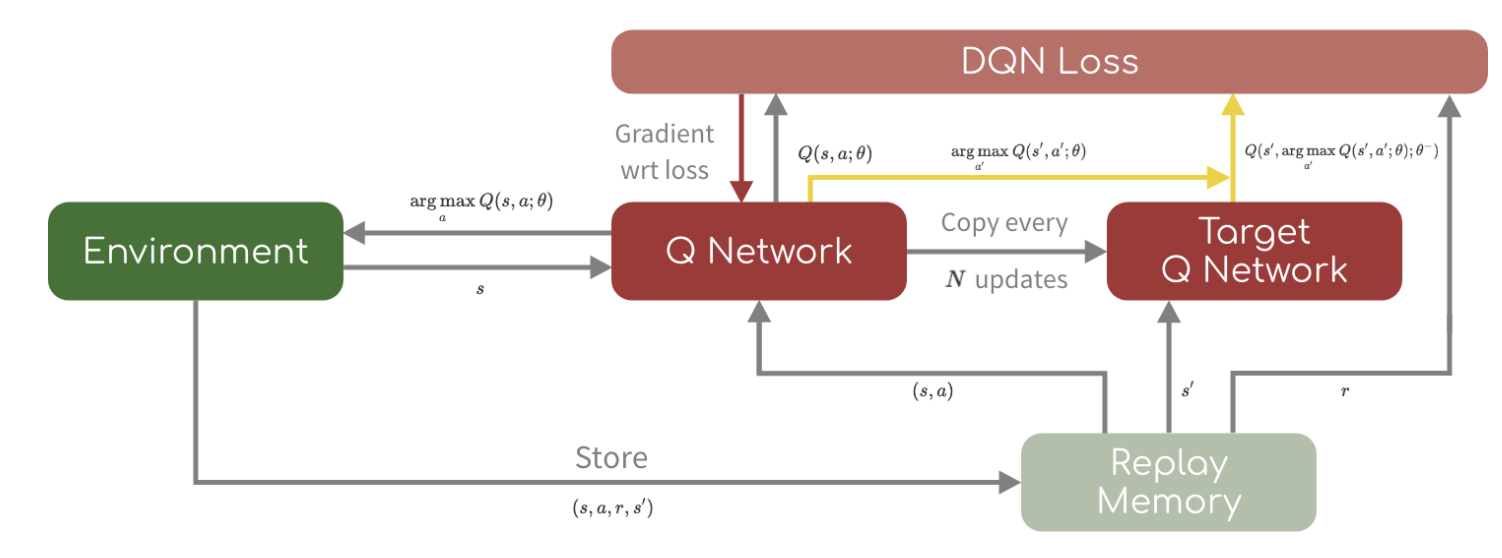 DQN Loss
Gradient
wrt loss
Q(s, a; θ)
arg max Q(s′, a′; θ)
a′
Q(s′, arg max Q(s′, a′; θ); θ⁻)
a′
arg max Q(s, a; θ)
a
Environment
s
Q Network
Copy every
N updates
Target
Q Network
(s, a)
s′
r
Store
(s, a, r, s′)
Replay
Memory